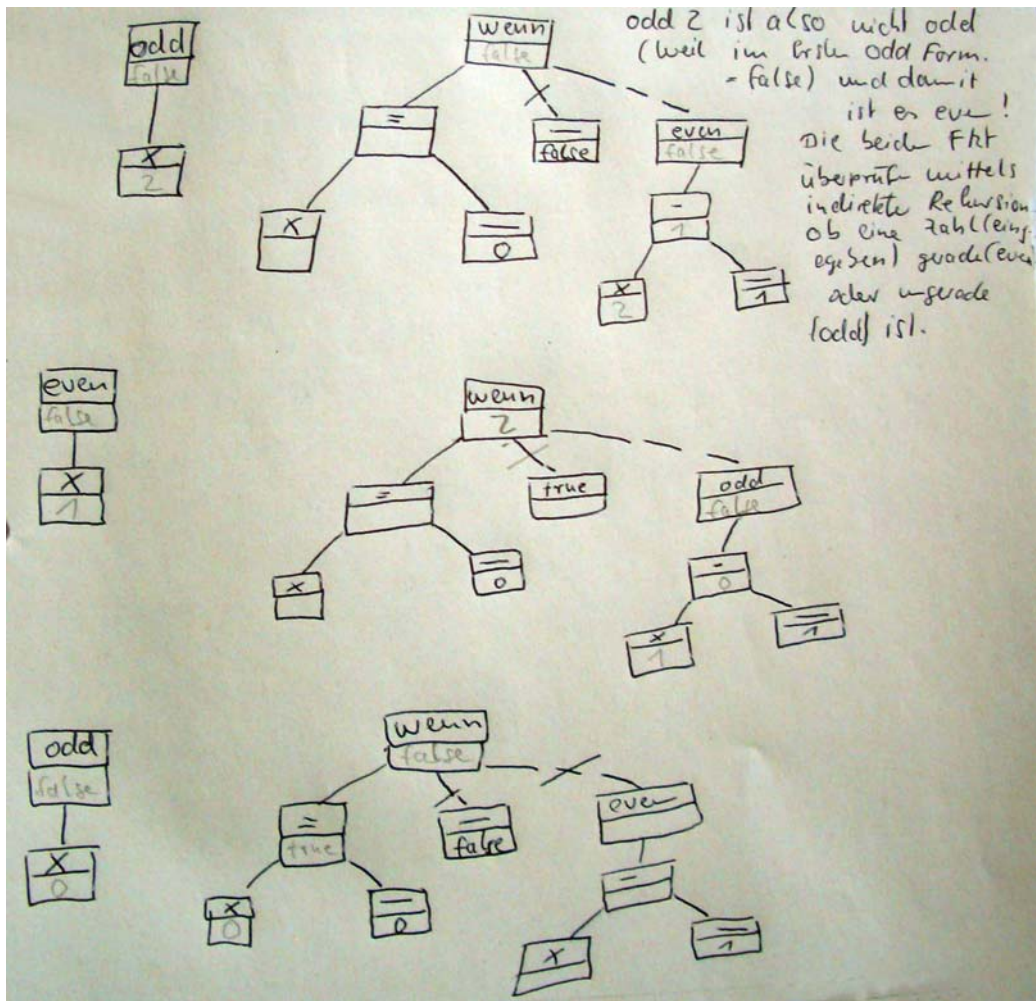 odd
false
x
2
wenn
false
=
x
0
false
even
false
-
1
x
2
1
odd 2 ist also nicht odd
(weil im ersten odd Form.
= false) und damit
ist es even!
Die beiden Fkt
überprüfen mittels
indirekte Rekursion
ob eine Zahl (eing
egeben) gerade (even
oder ungerade
(odd) ist.
even
false
x
1
wenn
2
=
x
0
true
odd
false
-
0
x
1
1
odd
false
x
0
wenn
false
=
true
x
0
0
false
even
-
x
1